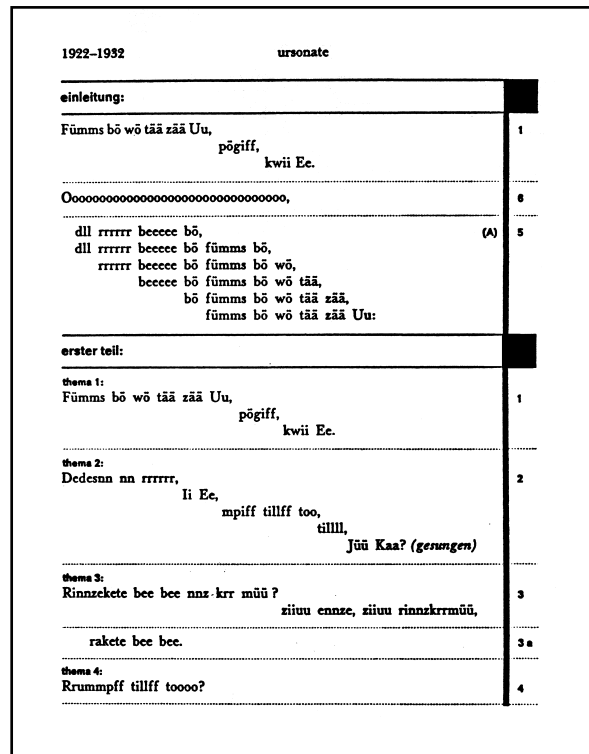 1922–1932 ursonate
einleitung:
Fümms bö wö tää zää Uu, 1
pögiff,
kwii Ee.
Oooooooooooooooooooooooooooooooo, 6
dll rrrrrr beeeee bö, (A) 5
dll rrrrrr beeeee bö fümms bö,
rrrrrr beeeee bö fümms bö wö,
beeeee bö fümms bö wö tää,
bö fümms bö wö tää zää,
fümms bö wö tää zää Uu:
erster teil:
thema 1:
Fümms bö wö tää zää Uu, 1
pögiff,
kwii Ee.
thema 2:
Dedesnn nn rrrrrr, 2
Ii Ee,
mpiff tillff too,
tillll,
Jüü Kaa? (gesungen)
thema 3:
Rinnzekete bee bee nnz krr müü? 3
ziiuu ennze, ziiuu rinnzkrrmüü,
rakete bee bee. 3a
thema 4:
Rrummpff tillff toooo? 4